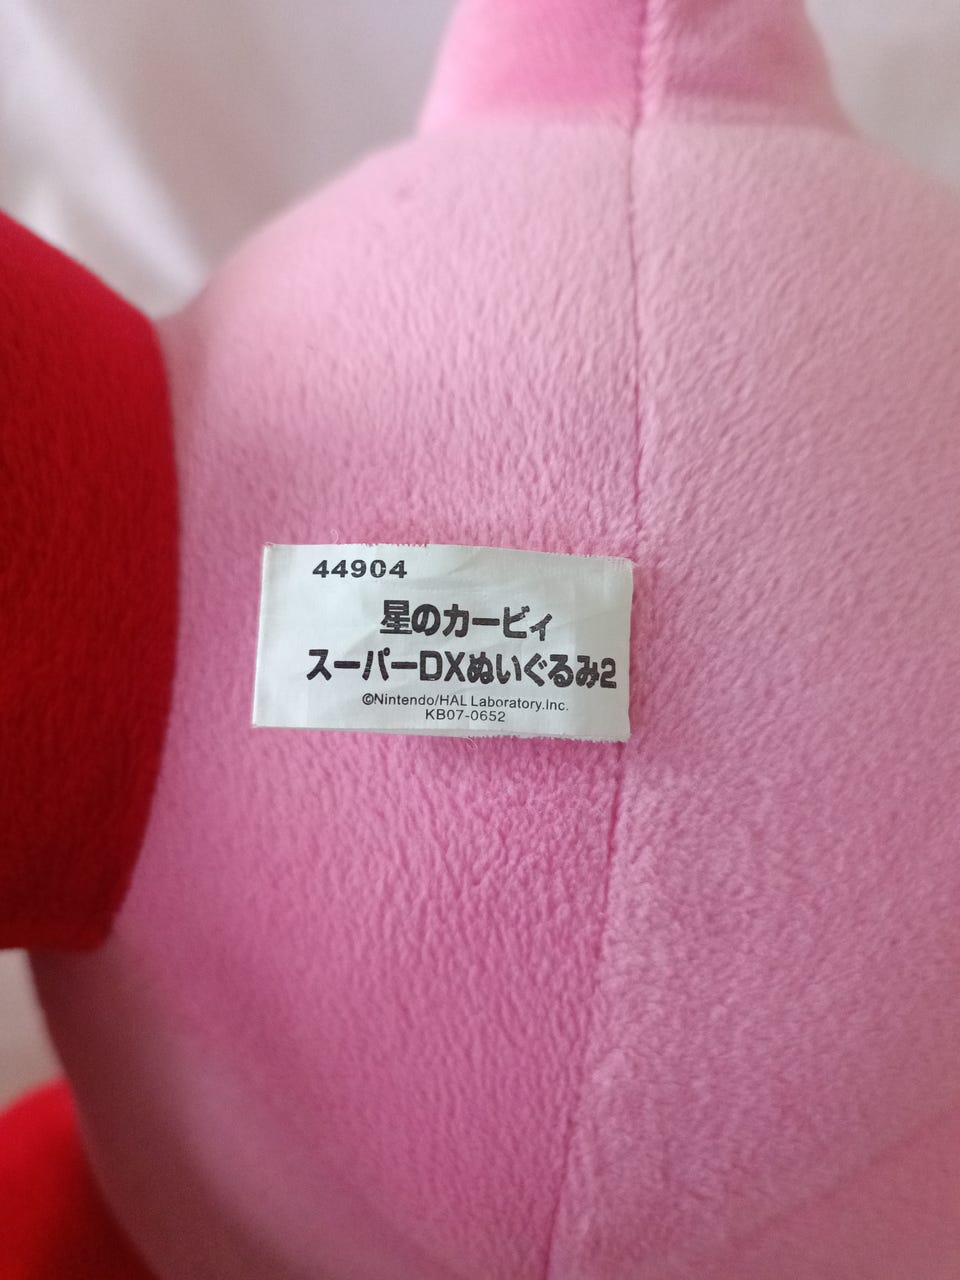 44904
星のカービィ
スーパーDXぬいぐるみ2
©Nintendo/HAL Laboratory.Inc.
KB07-0652